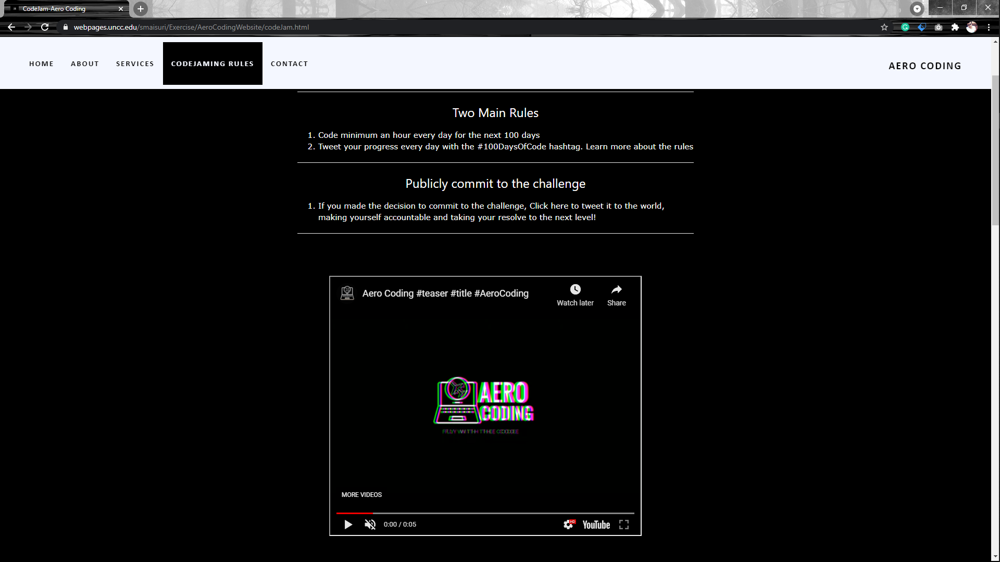 CodeJam-Aero Coding
webpages.uncc.edu/smaisuri/Exercise/AeroCodingWebsite/codeJam.html
HOME ABOUT SERVICES CODEJAMING RULES CONTACT AERO CODING
Two Main Rules
1. Code minimum an hour every day for the next 100 days
2. Tweet your progress every day with the #100DaysOfCode hashtag. Learn more about the rules
Publicly commit to the challenge
1. If you made the decision to commit to the challenge, Click here to tweet it to the world,
making yourself accountable and taking your resolve to the next level!
Aero Coding #teaser #title #AeroCoding
Watch later Share
AERO
CODING
FLY WITH THE CODE
MORE VIDEOS
0:00 / 0:05 HD YouTube